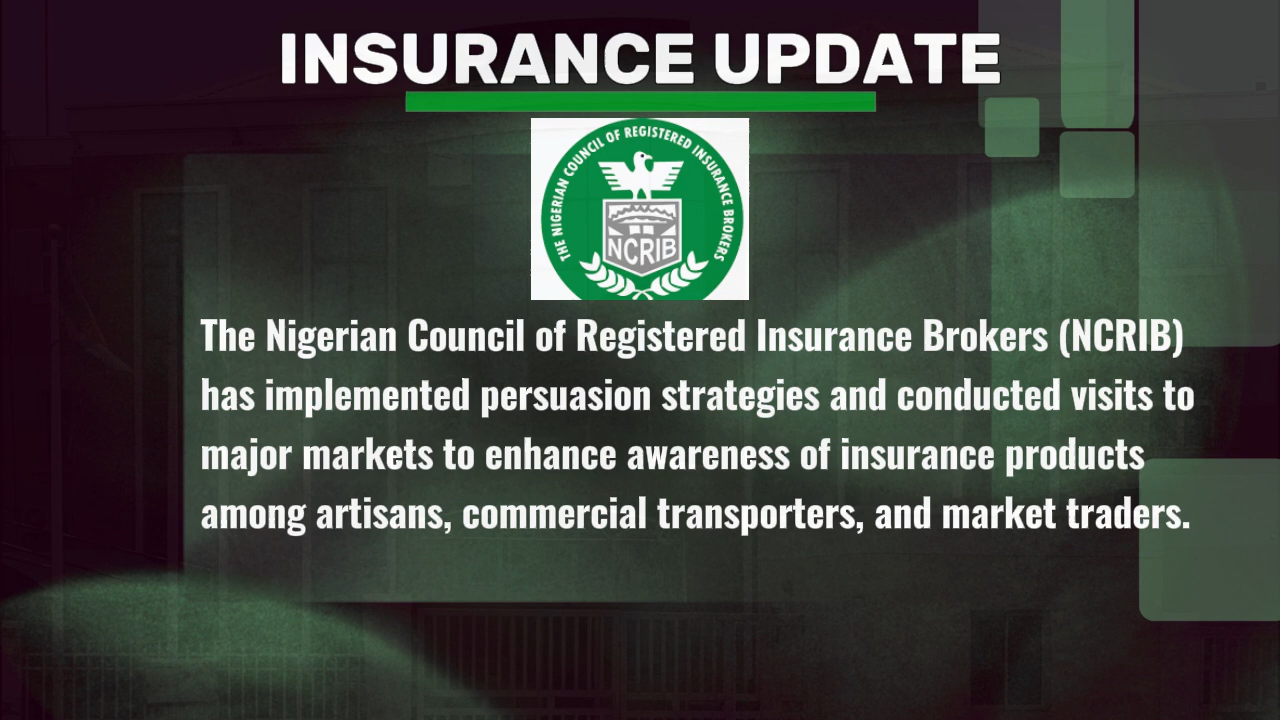 INSURANCE UPDATE
THE NIGERIAN COUNCIL OF REGISTERED INSURANCE BROKERS
NCRIB
The Nigerian Council of Registered Insurance Brokers (NCRIB)
has implemented persuasion strategies and conducted visits to
major markets to enhance awareness of insurance products
among artisans, commercial transporters, and market traders.